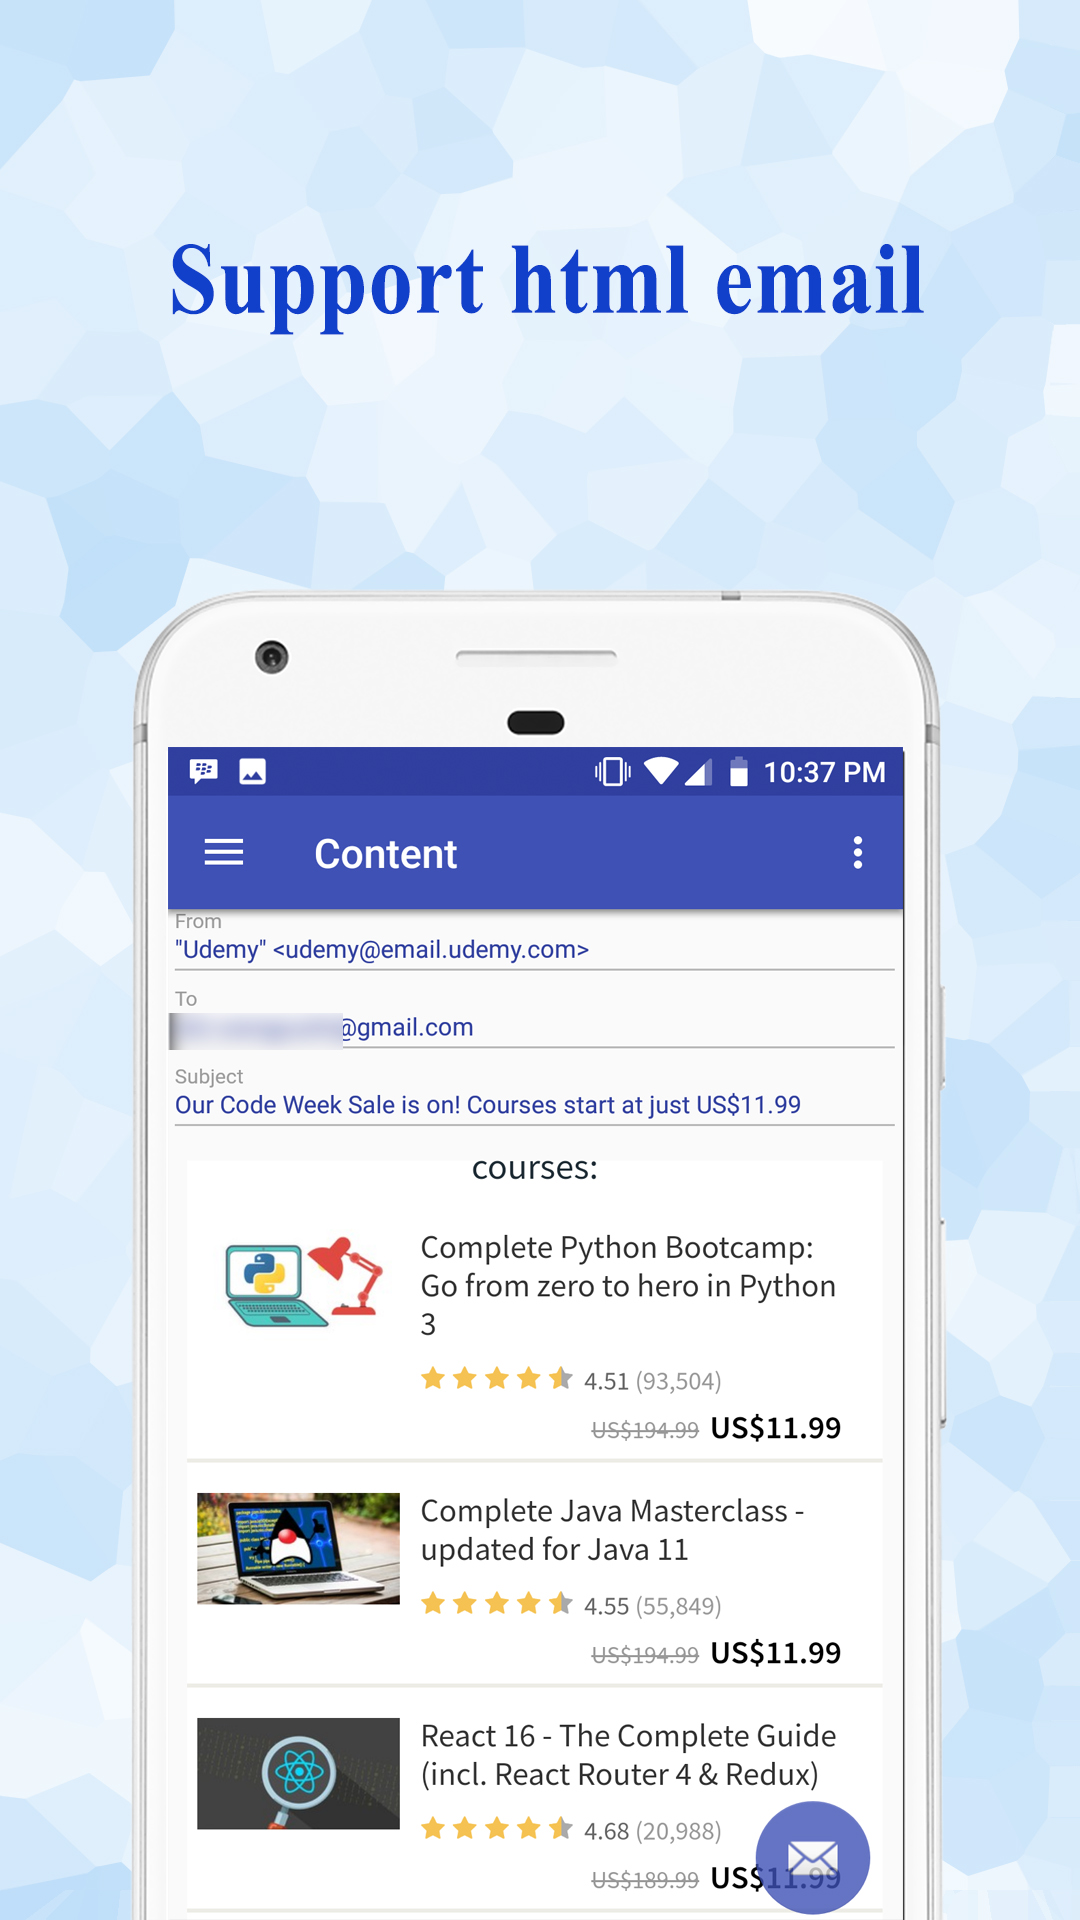 Support html email
10:37 PM
Content
From
"Udemy" <udemy@email.udemy.com>
To
@gmail.com
Subject
Our Code Week Sale is on! Courses start at just US$11.99
courses:
Complete Python Bootcamp:
Go from zero to hero in Python
3
4.51 (93,504)
US$194.99 US$11.99
Complete Java Masterclass -
updated for Java 11
4.55 (55,849)
US$194.99 US$11.99
React 16 - The Complete Guide
(incl. React Router 4 & Redux)
4.68 (20,988)
US$189.99 US$11.99